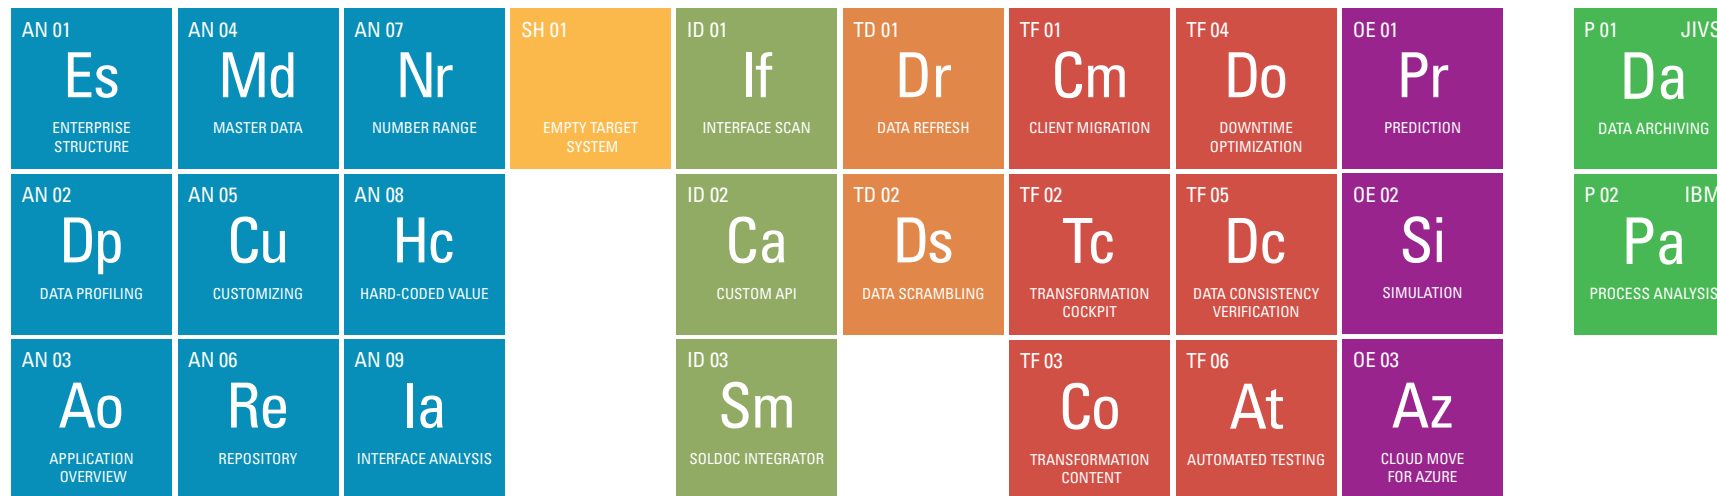 AN 01
Es
ENTERPRISE
STRUCTURE
AN 04
Md
MASTER DATA
AN 07
Nr
NUMBER RANGE
SH 01
EMPTY TARGET
SYSTEM
ID 01
If
INTERFACE SCAN
TD 01
Dr
DATA REFRESH
TF 01
Cm
CLIENT MIGRATION
TF 04
Do
DOWNTIME
OPTIMIZATION
OE 01
Pr
PREDICTION
P 01 JIVS
Da
DATA ARCHIVING
AN 02
Dp
DATA PROFILING
AN 05
Cu
CUSTOMIZING
AN 08
Hc
HARD-CODED VALUE
ID 02
Ca
CUSTOM API
TD 02
Ds
DATA SCRAMBLING
TF 02
Tc
TRANSFORMATION
COCKPIT
TF 05
Dc
DATA CONSISTENCY
VERIFICATION
OE 02
Si
SIMULATION
P 02 IBM
Pa
PROCESS ANALYSIS
AN 03
Ao
APPLICATION
OVERVIEW
AN 06
Re
REPOSITORY
AN 09
Ia
INTERFACE ANALYSIS
ID 03
Sm
SOLDOC INTEGRATOR
TF 03
Co
TRANSFORMATION
CONTENT
TF 06
At
AUTOMATED TESTING
OE 03
Az
CLOUD MOVE
FOR AZURE